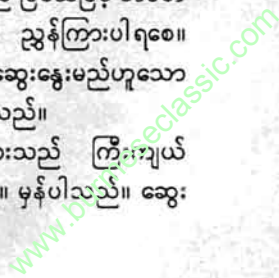 ညွှန်ကြားပါရစေ။
ဆွေးနွေးမည်ဟူသော
သည်။
သည် ကြီးကျယ်
။ မှန်ပါသည်။ ဆွေး
www.burmeseclassic.com